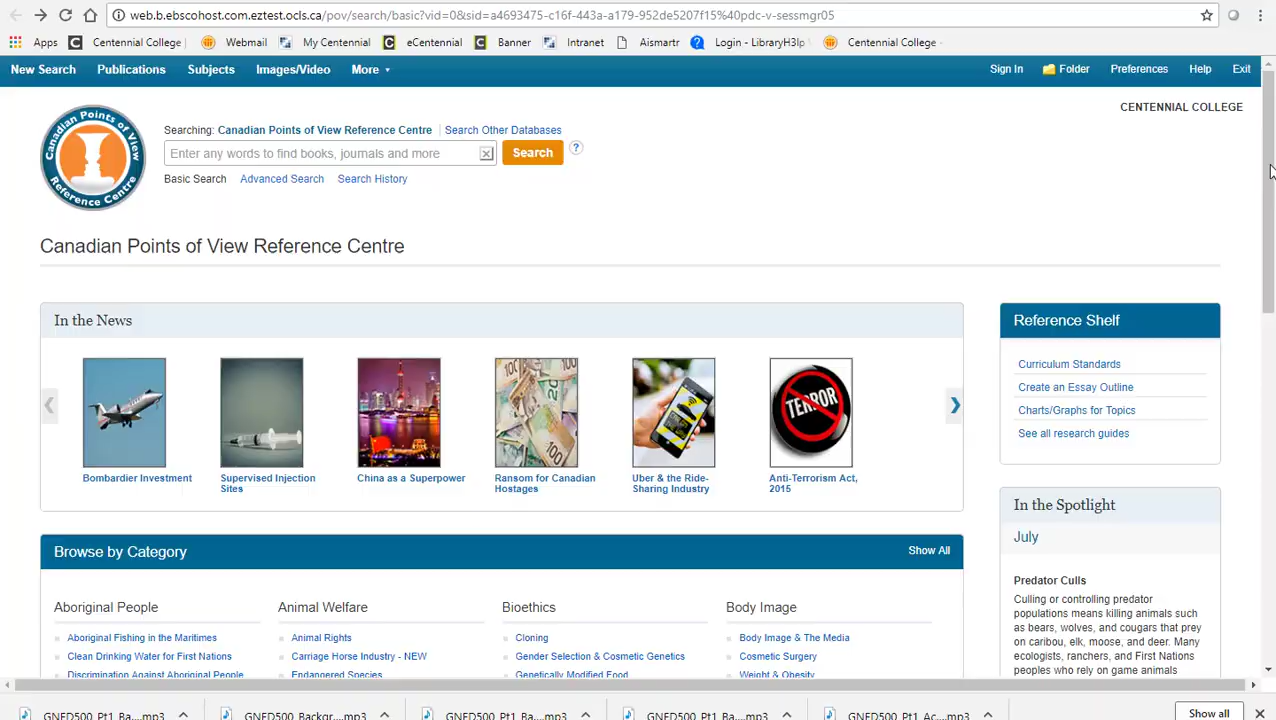 web.b.ebscohost.com.eztest.ocls.ca/pov/search/basic?vid=0&sid=a4693475-c16f-443a-a179-952de5207f15%40pdc-v-sessmgr05
Apps Centennial College | Webmail My Centennial eCentennial Banner Intranet Aismartr Login - LibraryH3lp Centennial College -
New Search Publications Subjects Images/Video More Sign In Folder Preferences Help Exit
CENTENNIAL COLLEGE
Canadian Points of View Reference Centre
Searching: Canadian Points of View Reference Centre Search Other Databases
Enter any words to find books, journals and more Search ?
Basic Search Advanced Search Search History
Canadian Points of View Reference Centre
In the News
100
TERROR
Bombardier Investment
Supervised Injection
Sites
China as a Superpower
Ransom for Canadian
Hostages
Uber & the Ride-
Sharing Industry
Anti-Terrorism Act,
2015
Reference Shelf
Curriculum Standards
Create an Essay Outline
Charts/Graphs for Topics
See all research guides
Browse by Category Show All
Aboriginal People
Aboriginal Fishing in the Maritimes
Clean Drinking Water for First Nations
Discrimination Against Aboriginal People
Animal Welfare
Animal Rights
Carriage Horse Industry - NEW
Endangered Species
Bioethics
Cloning
Gender Selection & Cosmetic Genetics
Genetically Modified Food
Body Image
Body Image & The Media
Cosmetic Surgery
Weight & Obesity
In the Spotlight
July
Predator Culls
Culling or controlling predator
populations means killing animals such
as bears, wolves, and cougars that prey
on caribou, elk, moose, and deer. Many
ecologists, ranchers, and First Nations
peoples who rely on game animals
GNED500_Pt1_Ba....mp3 GNED500_Backgr....mp3 GNED500_Pt1_Ba....mp3 GNED500_Pt1_Ba....mp3 GNED500_Pt1_Ac....mp3 Show all